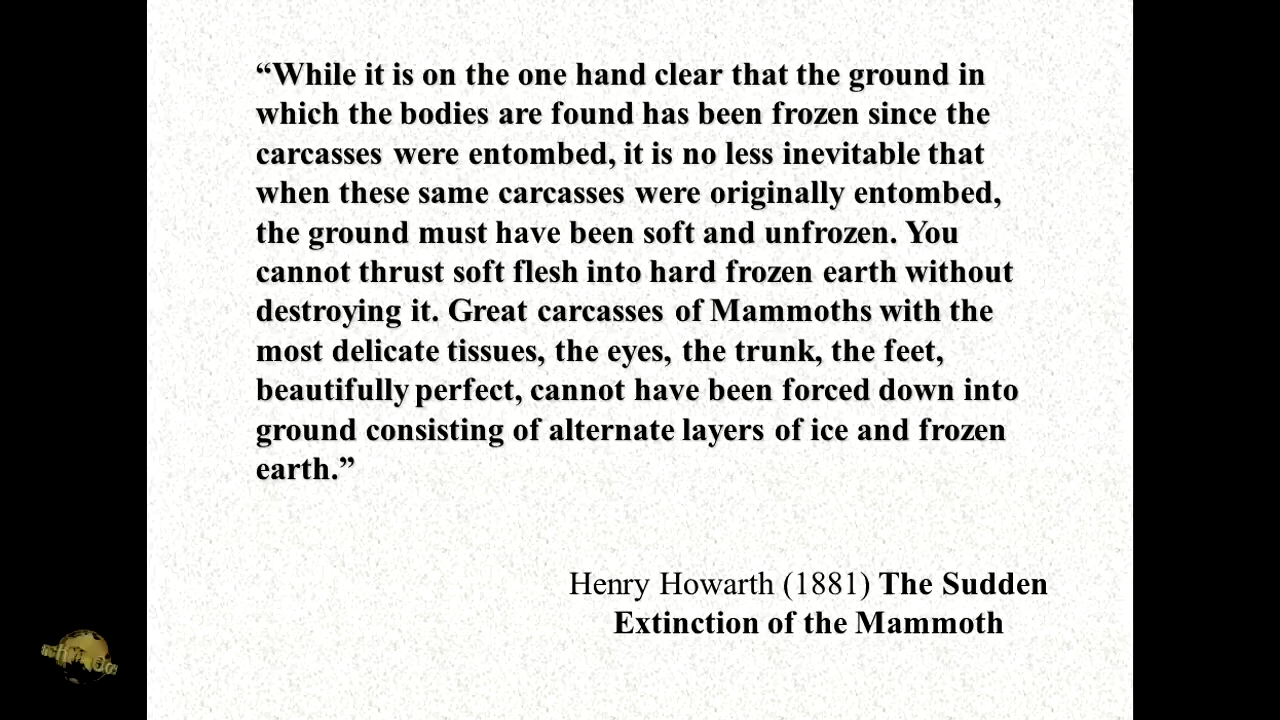 “While it is on the one hand clear that the ground in
which the bodies are found has been frozen since the
carcasses were entombed, it is no less inevitable that
when these same carcasses were originally entombed,
the ground must have been soft and unfrozen. You
cannot thrust soft flesh into hard frozen earth without
destroying it. Great carcasses of Mammoths with the
most delicate tissues, the eyes, the trunk, the feet,
beautifully perfect, cannot have been forced down into
ground consisting of alternate layers of ice and frozen
earth.”
Henry Howarth (1881) The Sudden
Extinction of the Mammoth